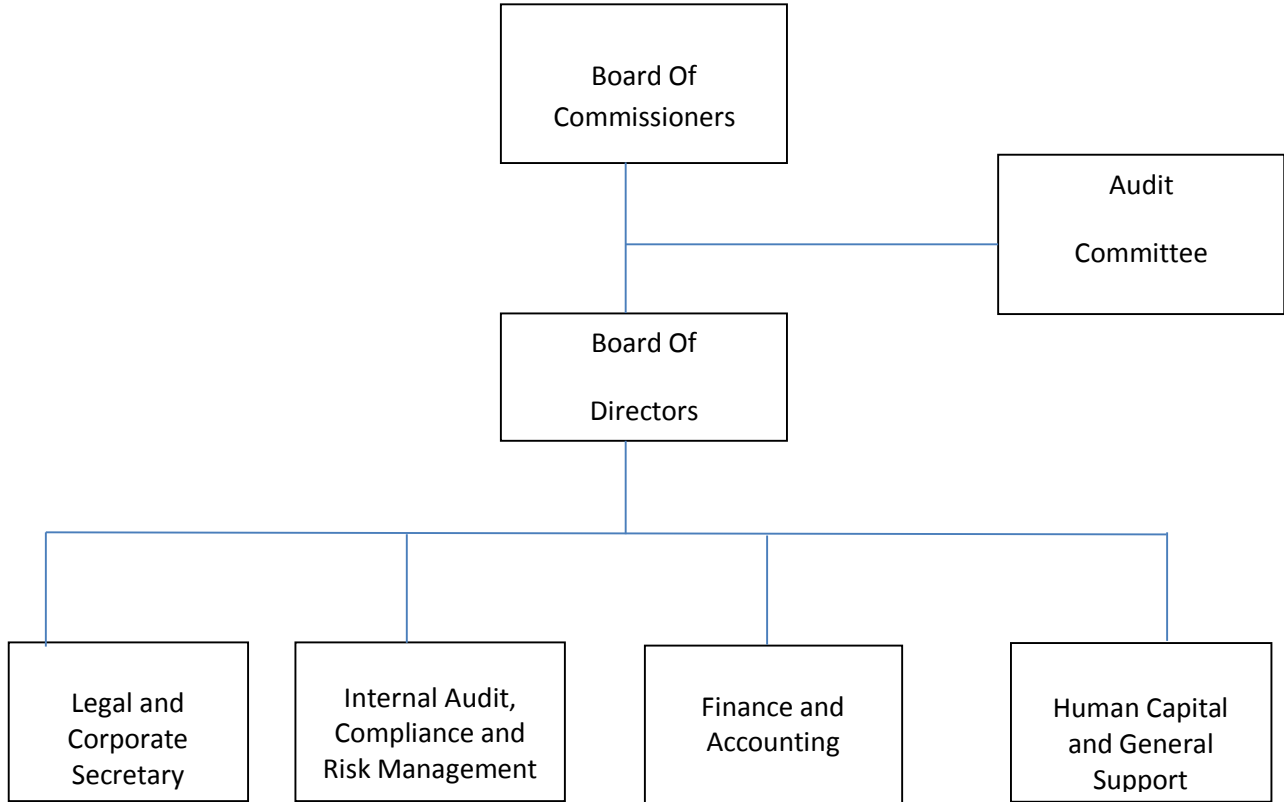 Board Of
Commissioners
Audit
Committee
Board Of
Directors
Legal and
Corporate
Secretary
Internal Audit,
Compliance and
Risk Management
Finance and
Accounting
Human Capital
and General
Support